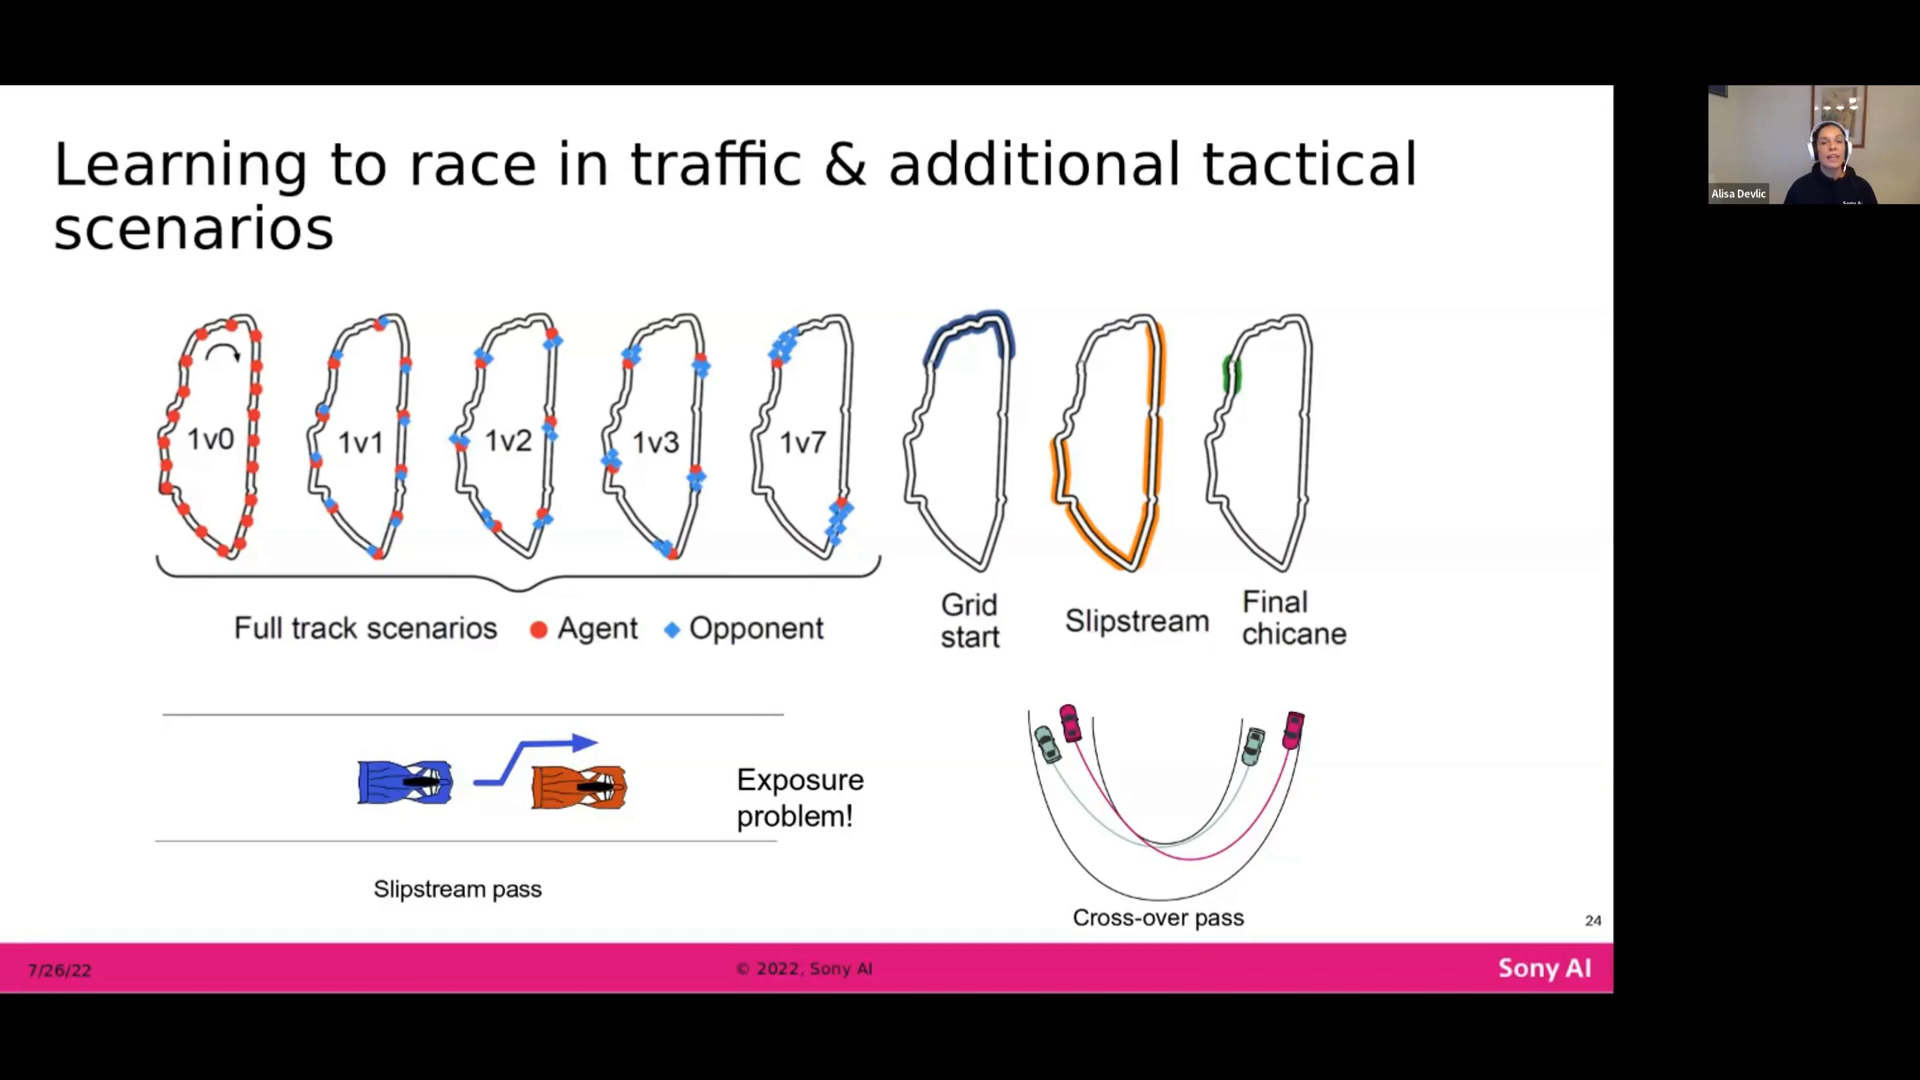 Learning to race in traffic & additional tactical
scenarios
1v0
1v1
1v2
1v3
1v7
Full track scenarios
Agent
Opponent
Grid
start
Slipstream
Final
chicane
Exposure
problem!
Slipstream pass
Cross-over pass
24
7/26/22
© 2022, Sony AI
Sony AI
Alisa Devlic